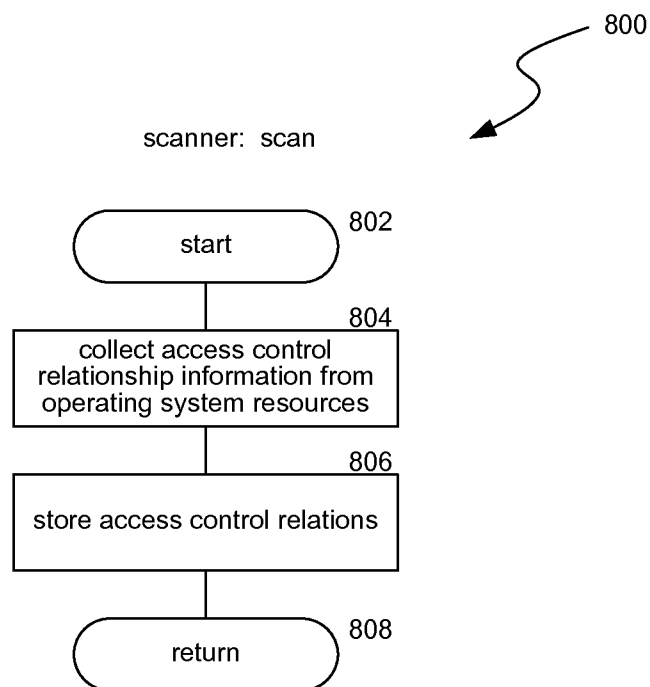 800
scanner: scan
802
start
804
collect access control
relationship information from
operating system resources
806
store access control relations
808
return